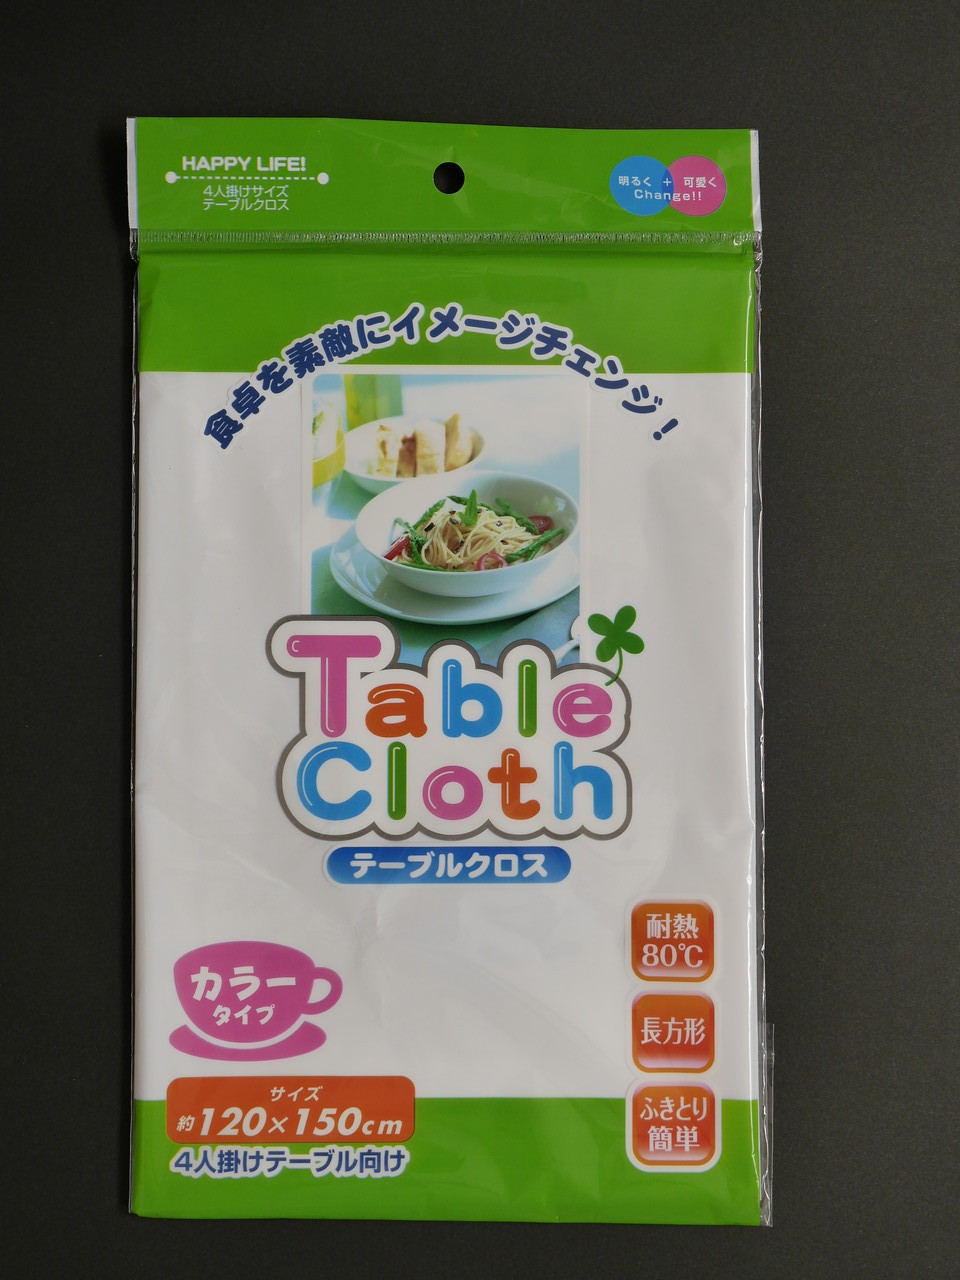 HAPPY LIFE!
4人掛けサイズ
テーブルクロス
明るく + 可愛く
Change!!
食卓を素敵にイメージチェンジ!
Table
Cloth
テーブルクロス
カラー
タイプ
サイズ
約120×150cm
4人掛けテーブル向け
耐熱
80℃
長方形
ふきとり
簡単